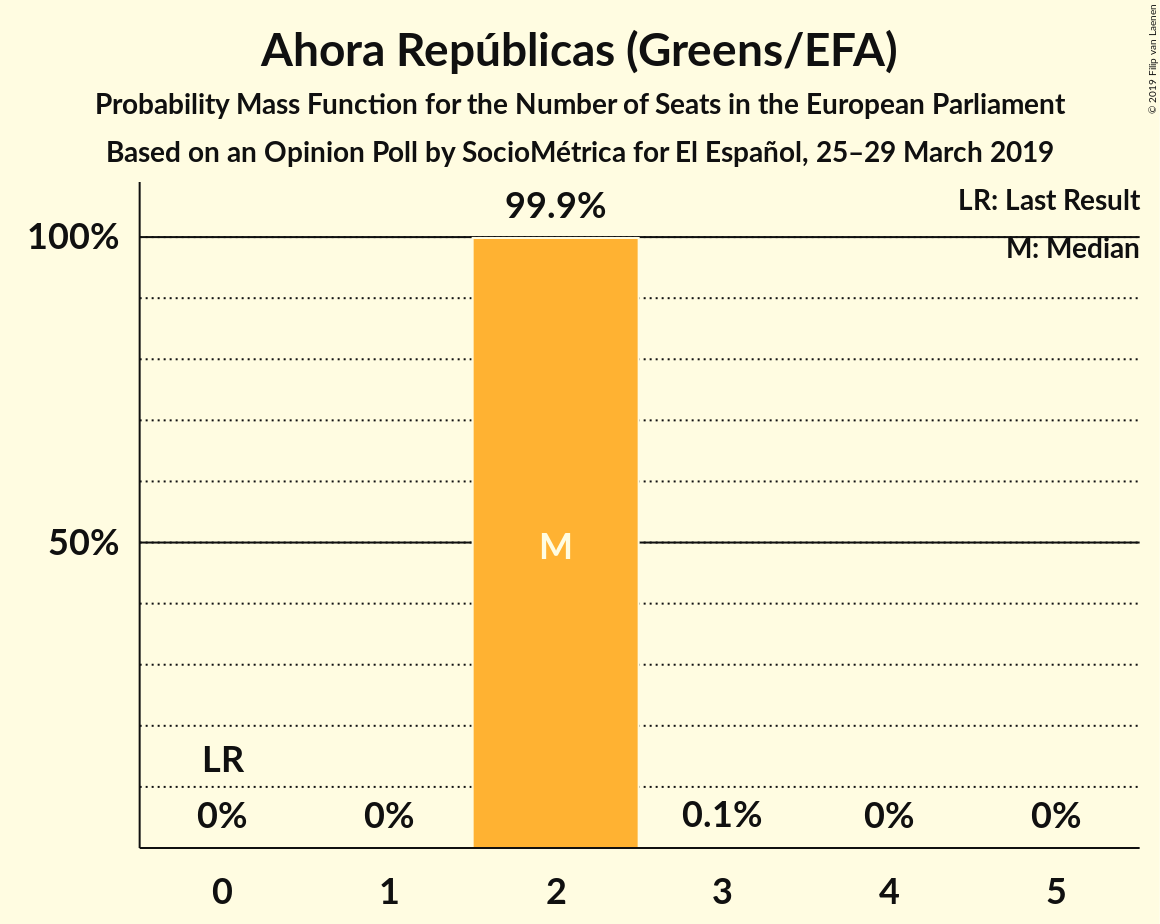 Ahora Repúblicas (Greens/EFA)
Probability Mass Function for the Number of Seats in the European Parliament
Based on an Opinion Poll by SocioMétrica for El Español, 25–29 March 2019
© 2019 Filip van Laenen
LR: Last Result
M: Median
99.9%
100%
50%
M
LR
0%
0%
0.1%
0%
0%
0
1
2
3
4
5